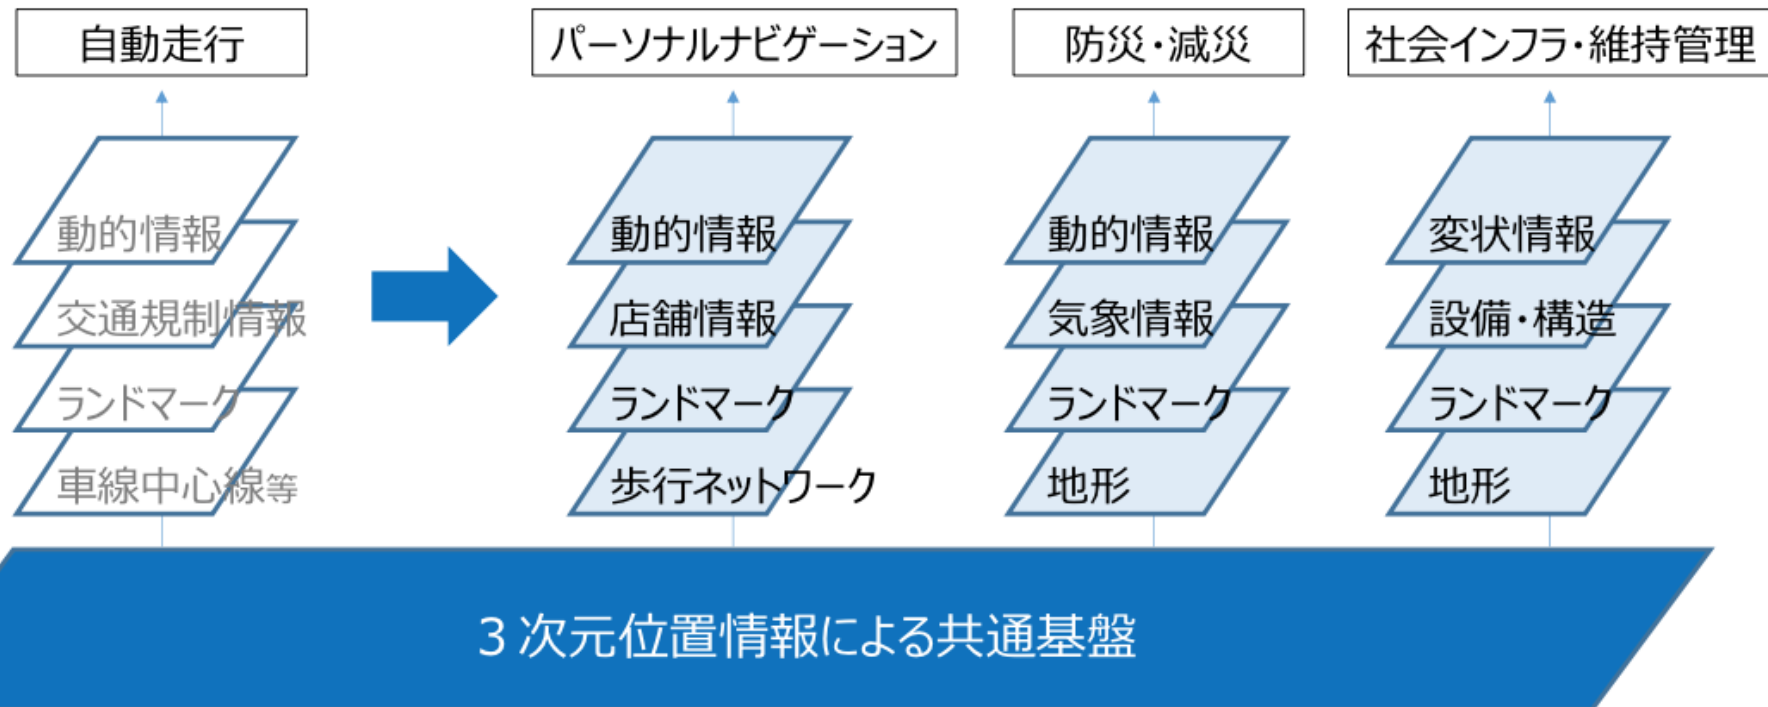 自動走行
パーソナルナビゲーション
防災・減災
社会インフラ・維持管理
動的情報
交通規制情報
ランドマーク
車線中心線等
動的情報
店舗情報
ランドマーク
歩行ネットワーク
動的情報
気象情報
ランドマーク
地形
変状情報
設備・構造
ランドマーク
地形
３次元位置情報による共通基盤